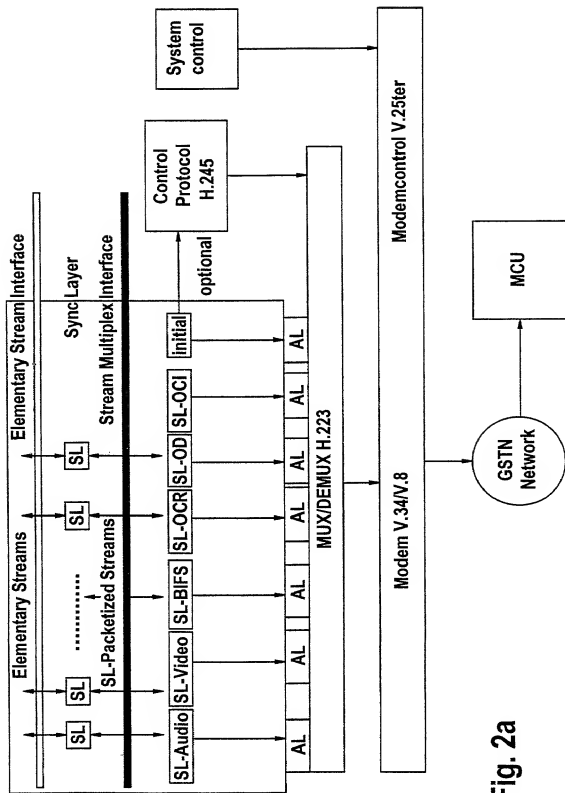 Elementary Streams
Elementary Stream Interface
SL
SL
..........
SL
SL
Sync Layer
SL-Packetized Streams
Stream Multiplex Interface
SL-Audio
SL-Video
SL-BIFS
SL-OCR
SL-OD
SL-OCI
initial
optional
Control
Protocol
H.245
System
control
AL
AL
AL
AL
AL
AL
AL
MUX/DEMUX H.223
Modem V.34/V.8
Modemcontrol V.25ter
GSTN
Network
MCU
Fig. 2a